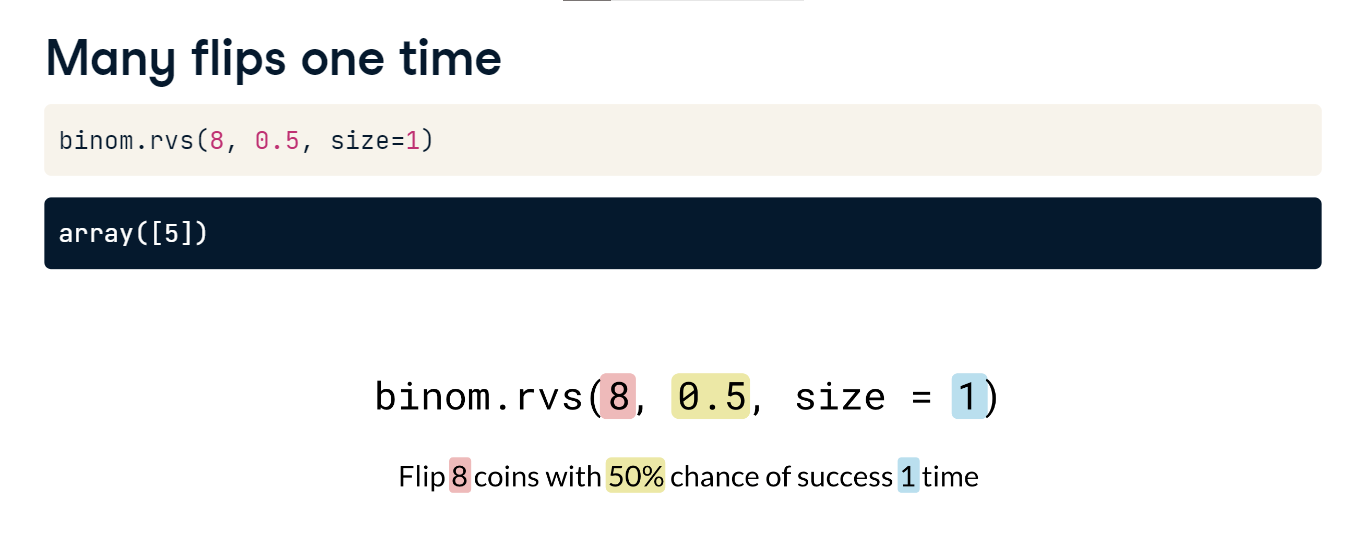 Many flips one time
binom.rvs(8, 0.5, size=1)
array([5])
binom.rvs(8, 0.5, size = 1)
Flip 8 coins with 50% chance of success 1 time